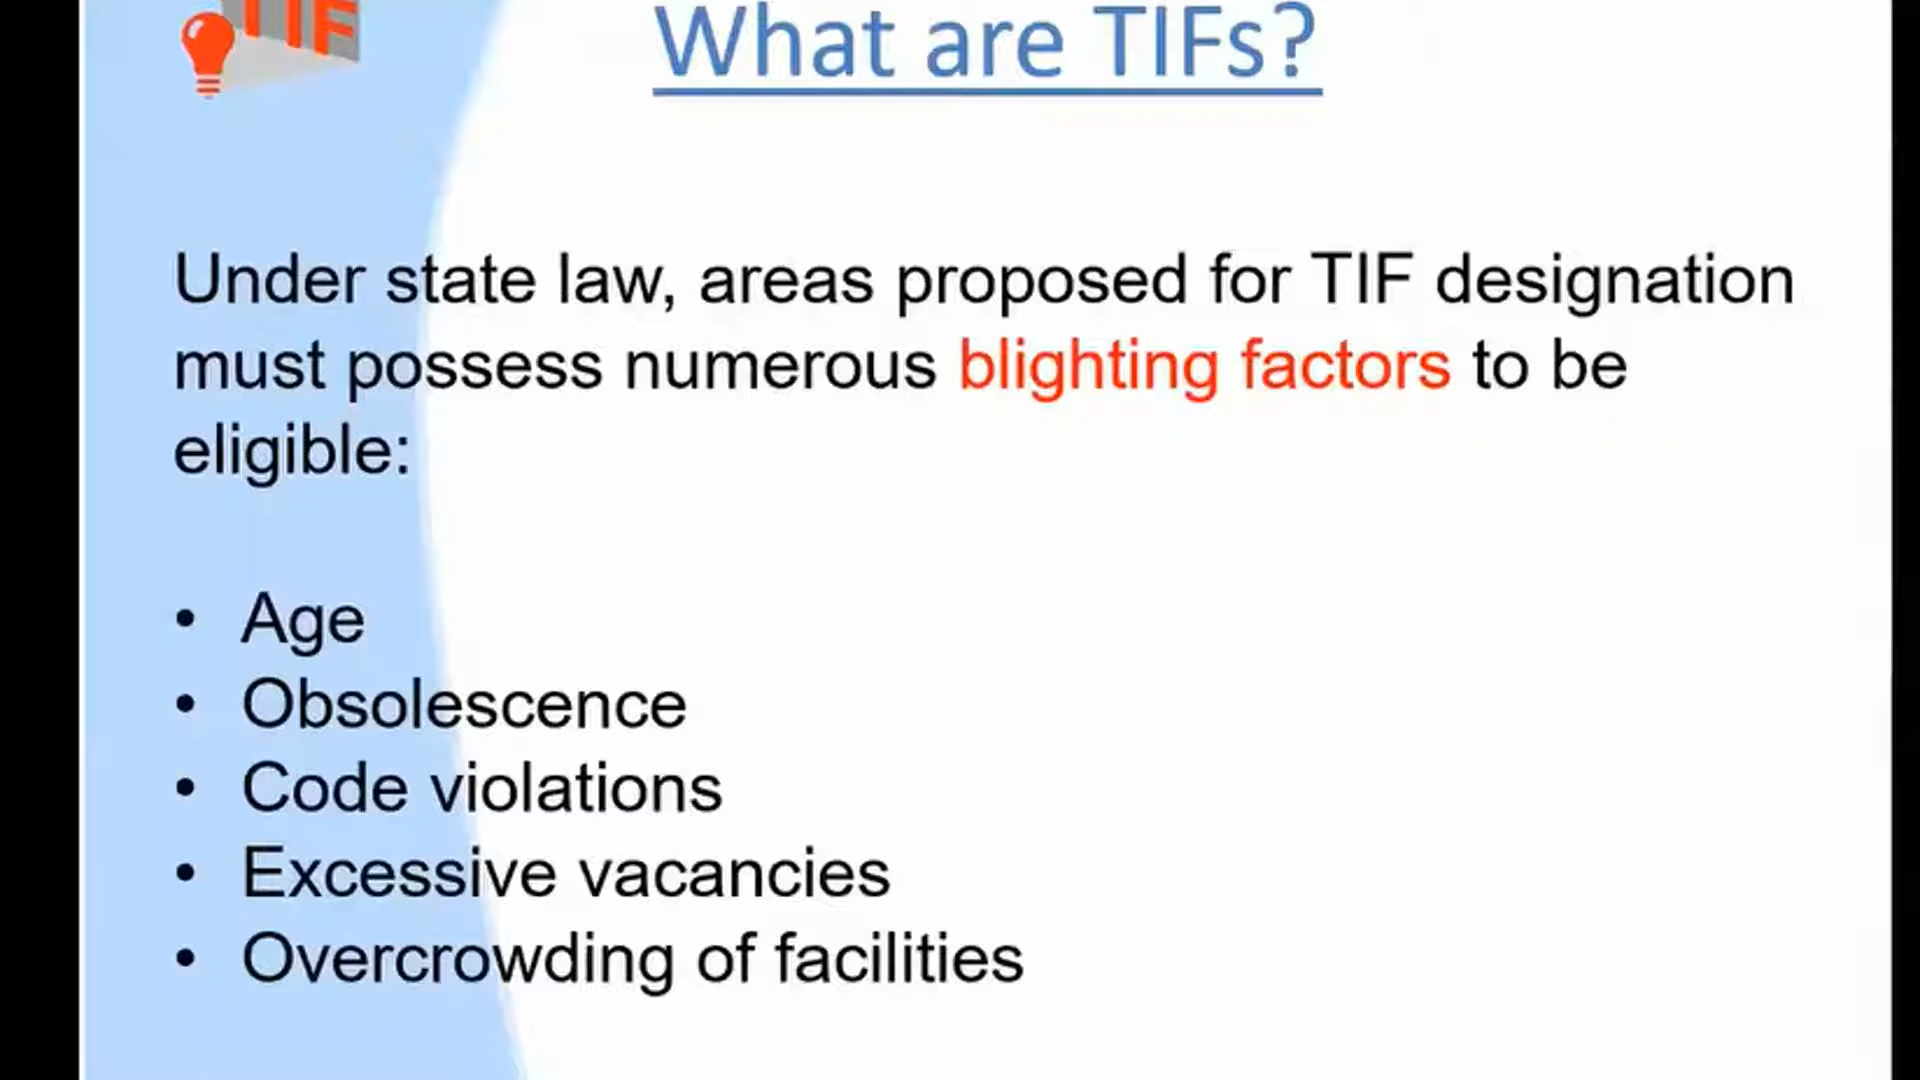 TIF
What are TIFs?
Under state law, areas proposed for TIF designation
must possess numerous blighting factors to be
eligible:
• Age
• Obsolescence
• Code violations
• Excessive vacancies
• Overcrowding of facilities